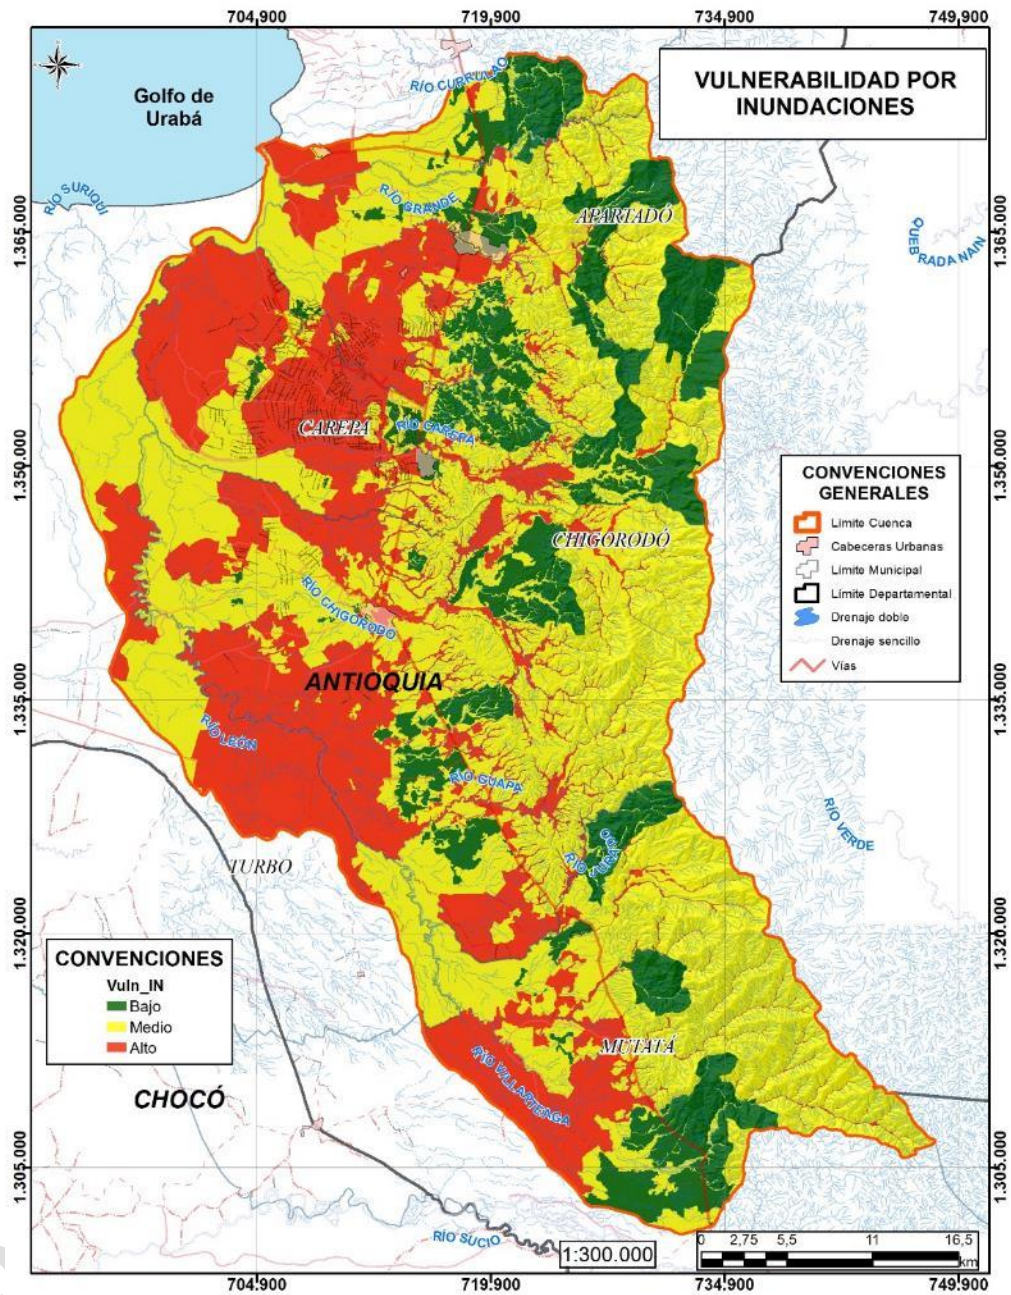 704,900
719,900
734,900
749,900
VULNERABILIDAD POR
INUNDACIONES
Golfo de
Urabá
RÍO CURRULAO
RÍO SURIQUI
RÍO GRANDE
APARTADÓ
QUEBRADA NAIN
1.365.000
1.365.000
CAREPA
RÍO CAREPA
1.350.000
1.350.000
CONVENCIONES
GENERALES
Límite Cuenca
Cabeceras Urbanas
Límite Municipal
Límite Departamental
Drenaje doble
Drenaje sencillo
Vías
CHIGORODÓ
RÍO CHIGORODO
ANTIOQUIA
1.335.000
1.335.000
RÍO LEÓN
RÍO GUAPA
RÍO VERDE
TURBO
1.320.000
1.320.000
CONVENCIONES
Vuln_IN
Bajo
Medio
Alto
MUTATÁ
RÍO VILLARTEAGA
CHOCÓ
1.305.000
1.305.000
RÍO SUCIO
1:300.000
0 2,75 5,5 11 16,5
km
704,900
719,900
734,900
749,900